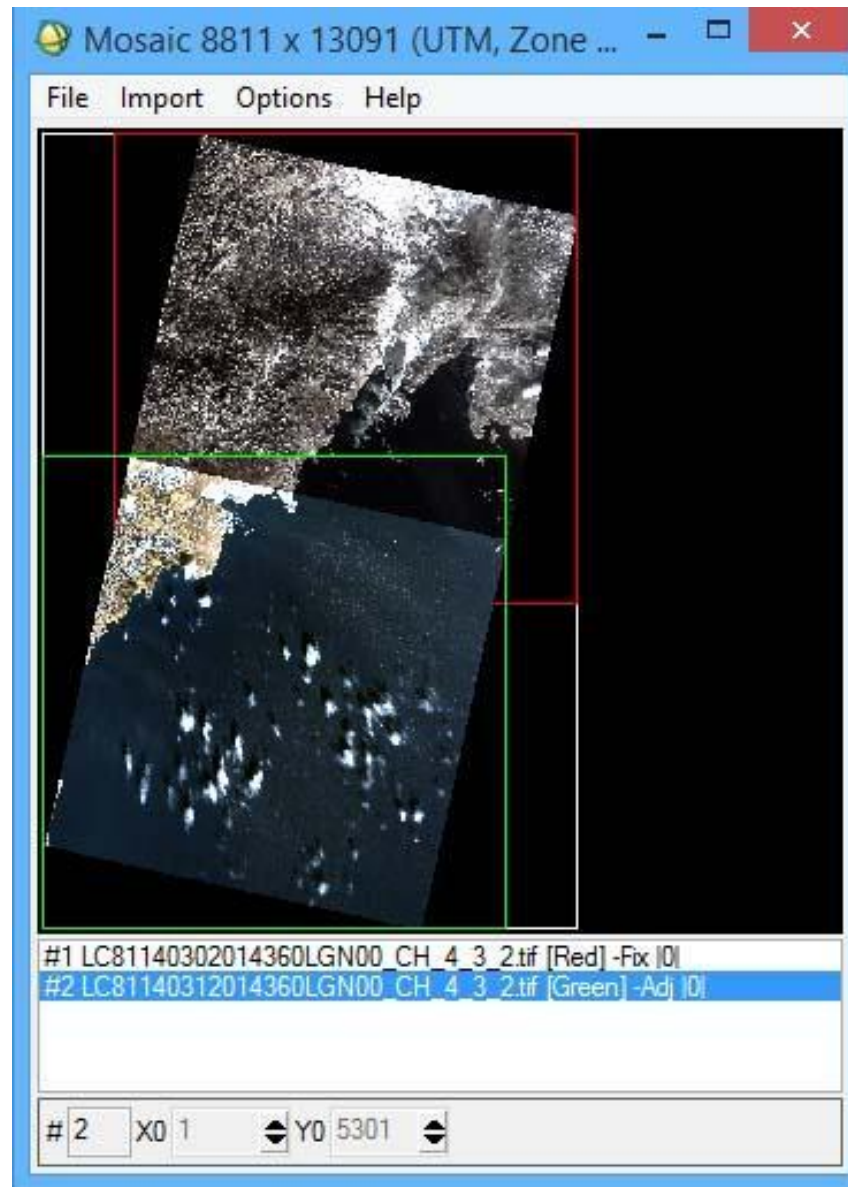 Mosaic 8811 x 13091 (UTM, Zone ...
File Import Options Help
#1 LC81140302014360LGN00_CH_4_3_2.tif [Red] -Fix |0|
#2 LC81140312014360LGN00_CH_4_3_2.tif [Green] -Adj |0|
# 2 X0 1 Y0 5301